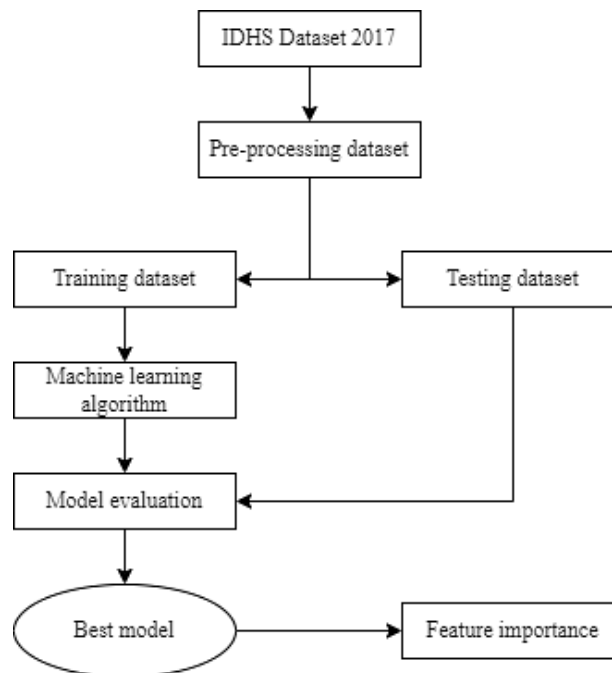 IDHS Dataset 2017
Pre-processing dataset
Training dataset
Testing dataset
Machine learning
algorithm
Model evaluation
Best model
Feature importance